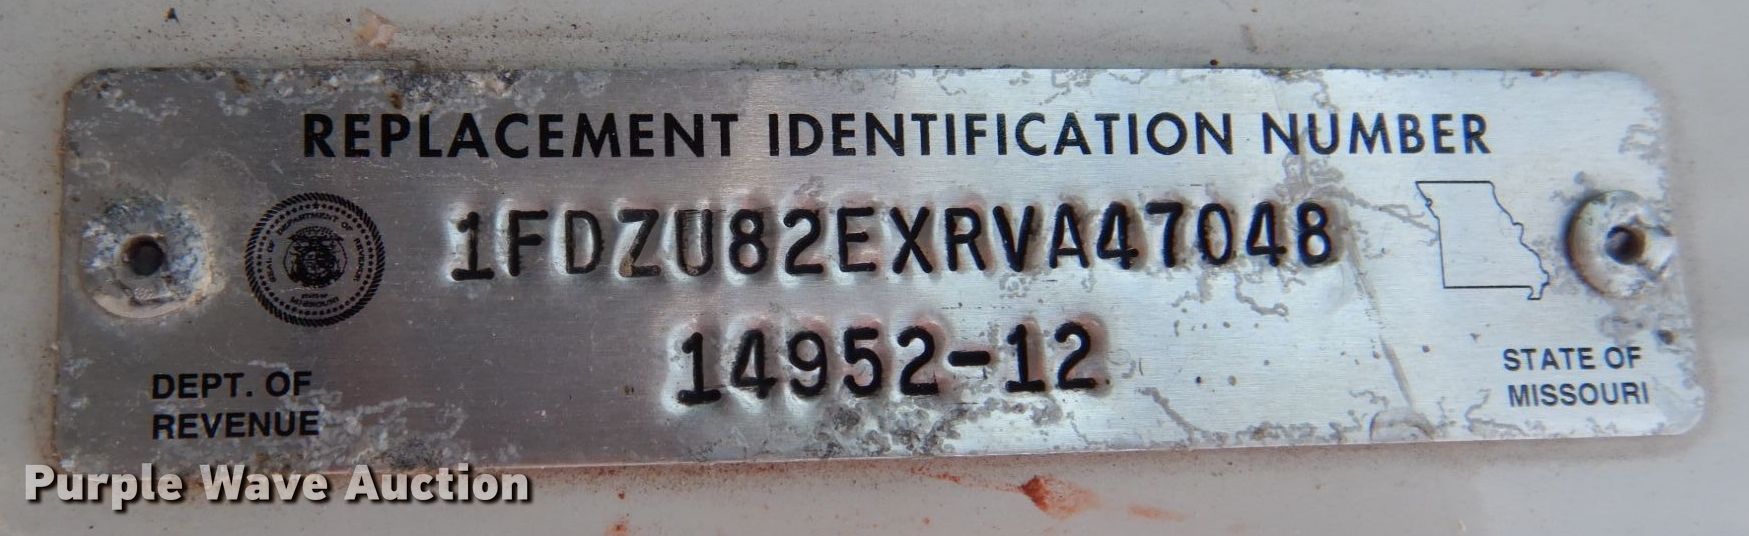 REPLACEMENT IDENTIFICATION NUMBER
1FDZU82EXRVA47048
14952-12
DEPT. OF
REVENUE
STATE OF
MISSOURI
Purple Wave Auction